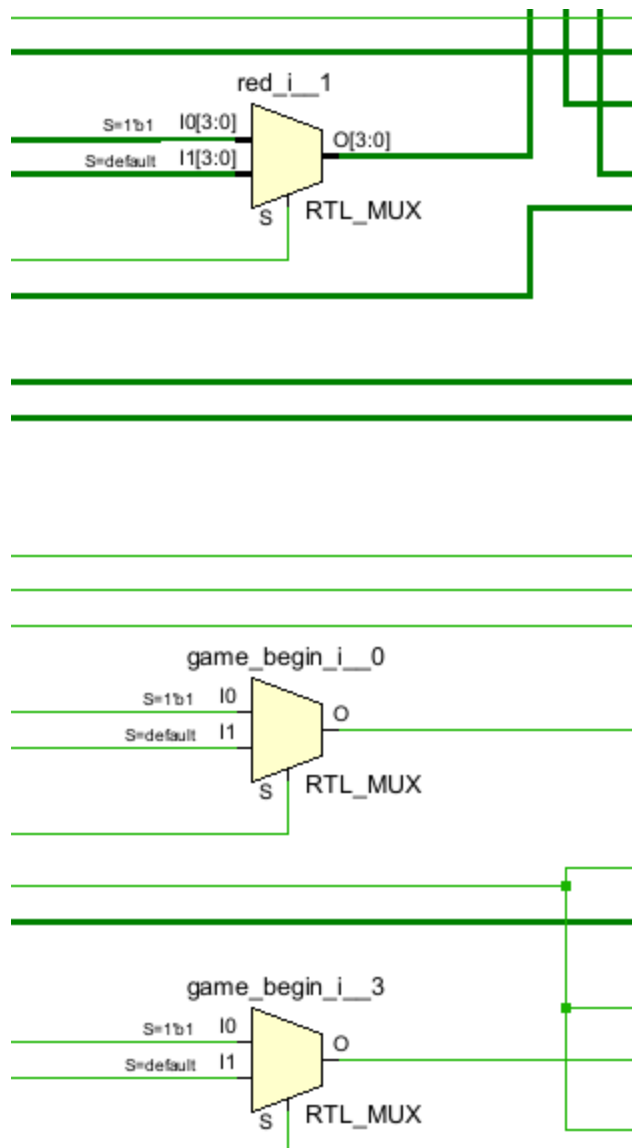 red_i__1
S=1'b1 I0[3:0] O[3:0]
S=default I1[3:0]
S RTL_MUX
game_begin_i__0
S=1'b1 I0 O
S=default I1
S RTL_MUX
game_begin_i__3
S=1'b1 I0 O
S=default I1
S RTL_MUX